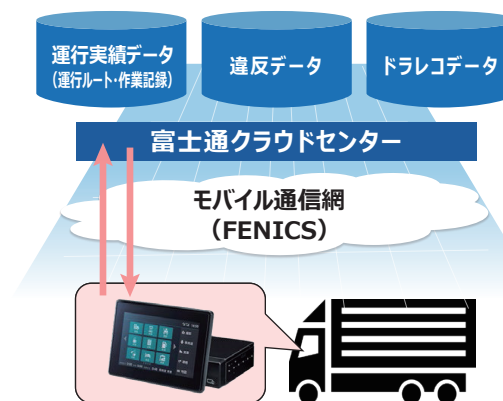 運行実績データ
(運行ルート・作業記録)
違反データ
ドラレコデータ
富士通クラウドセンター
モバイル通信網
(FENICS)